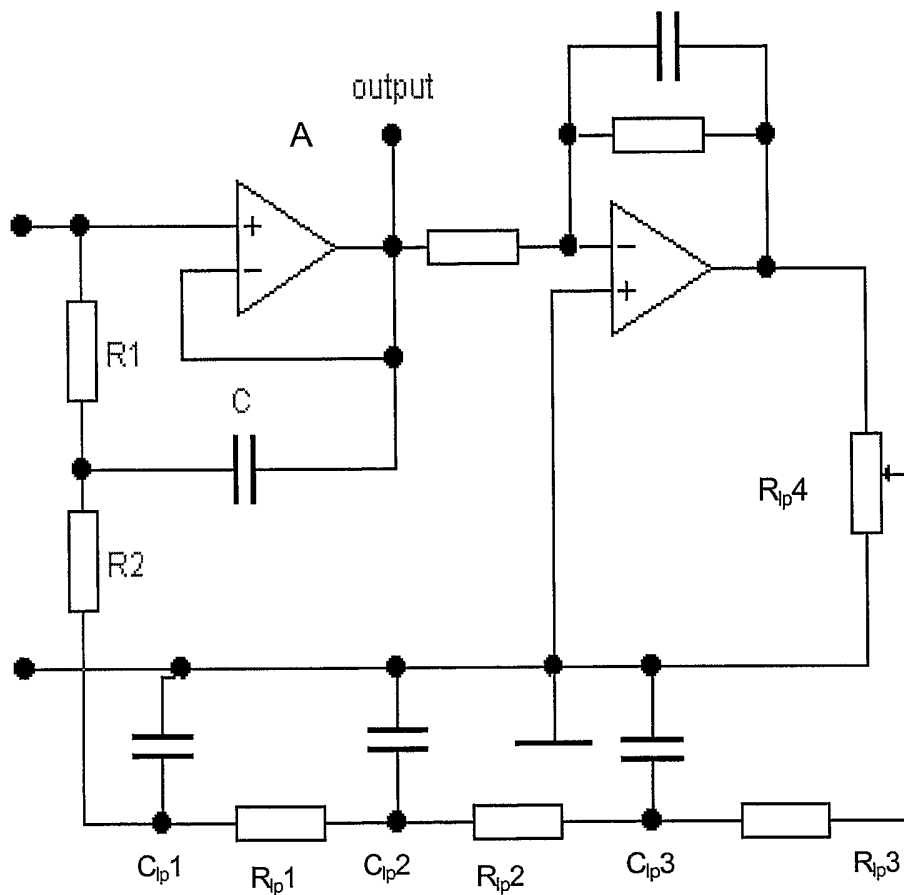 output
A
+
-
-
+
R1
C
R2
Rlp4
Clp1
Rlp1
Clp2
Rlp2
Clp3
Rlp3